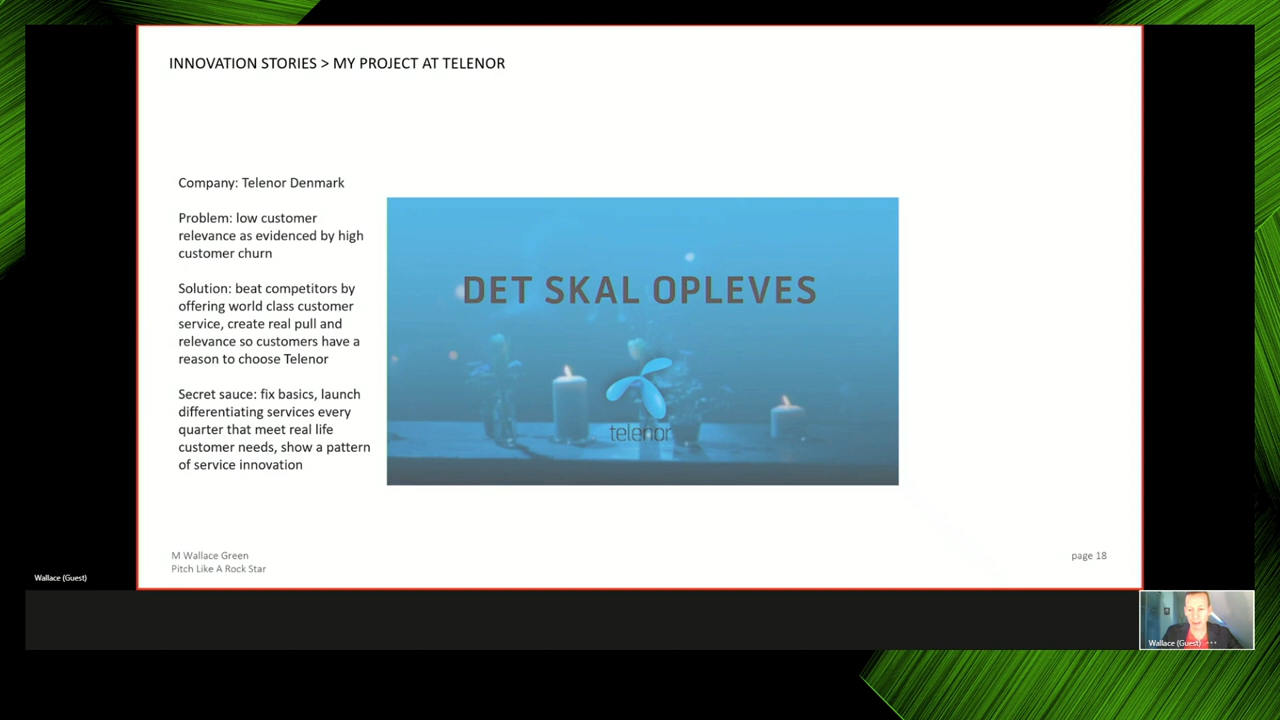 INNOVATION STORIES > MY PROJECT AT TELENOR
Company: Telenor Denmark
Problem: low customer
relevance as evidenced by high
customer churn
Solution: beat competitors by
offering world class customer
service, create real pull and
relevance so customers have a
reason to choose Telenor
Secret sauce: fix basics, launch
differentiating services every
quarter that meet real life
customer needs, show a pattern
of service innovation
DET SKAL OPLEVES
telenor
M Wallace Green
Pitch Like A Rock Star
page 18
Wallace (Guest)
Wallace (Guest) ···